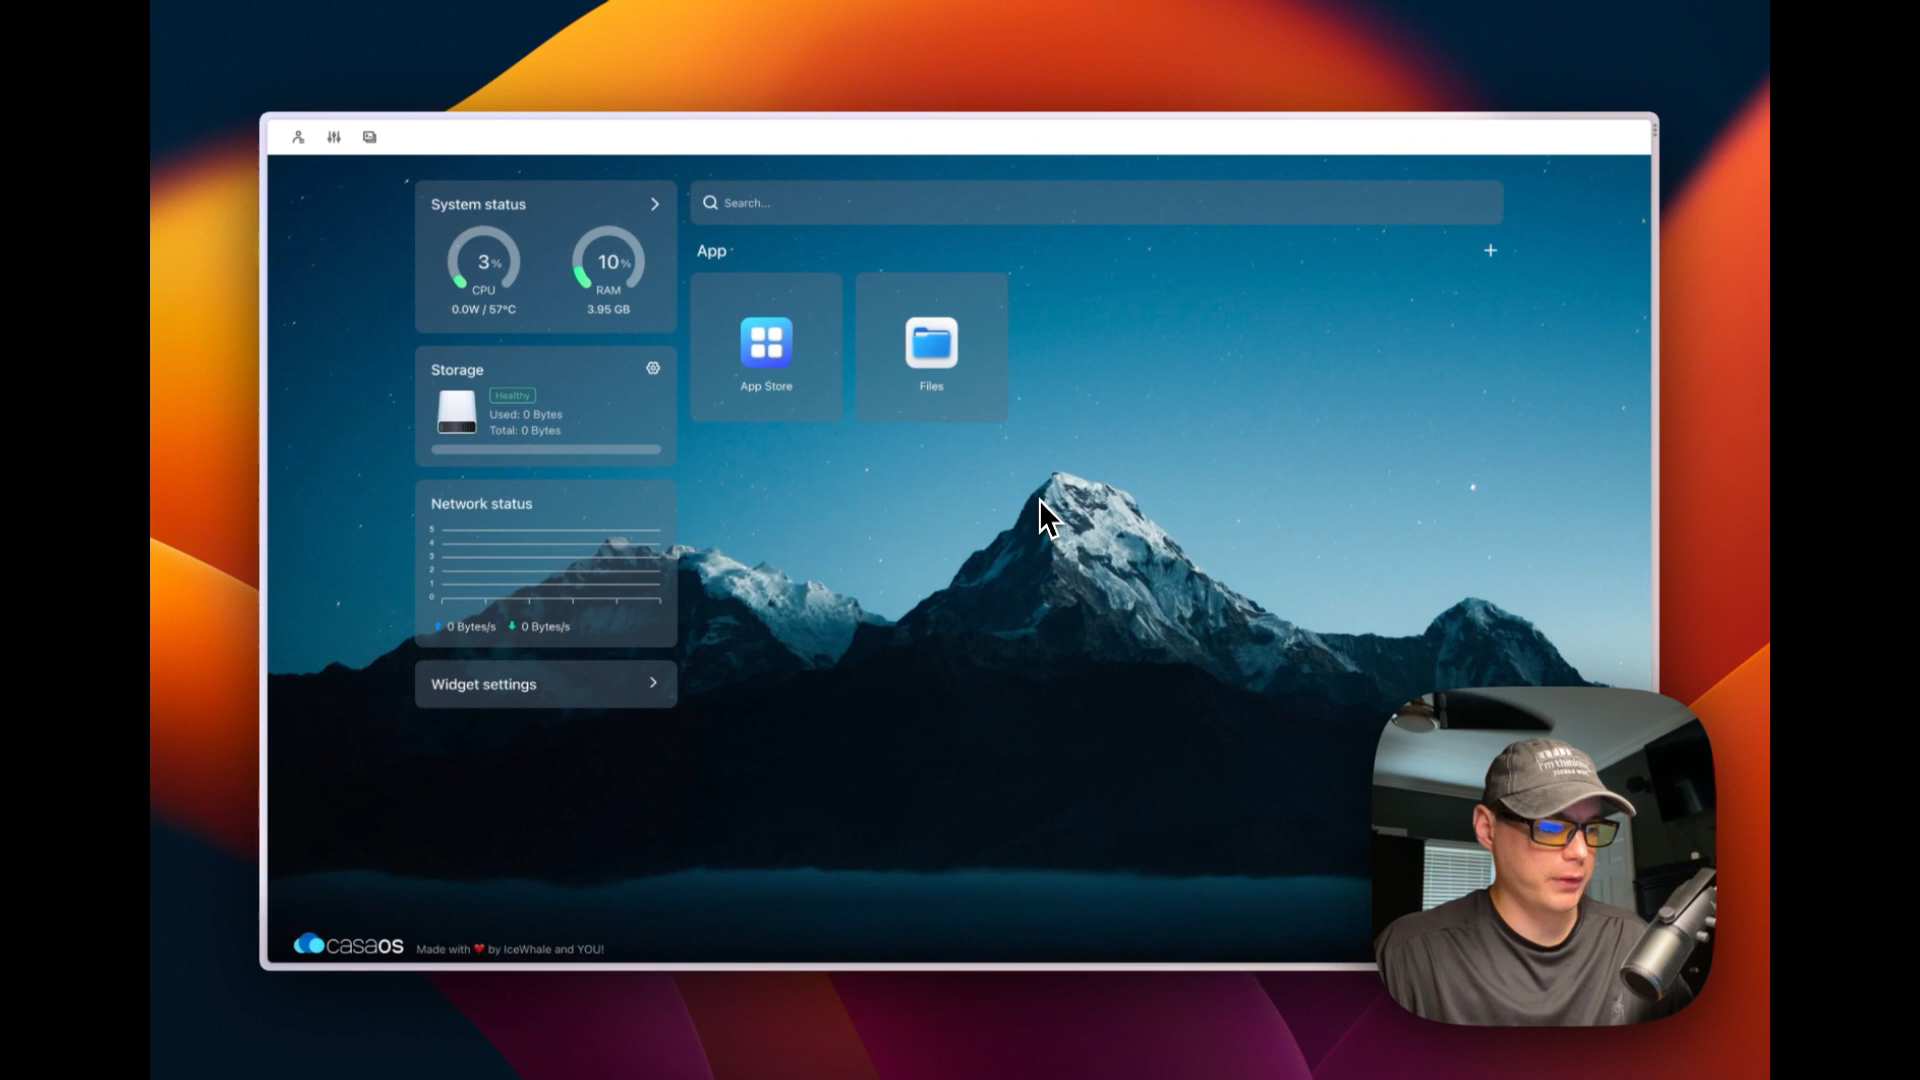 System status
3%
CPU
0.0W / 57°C
10%
RAM
3.95 GB
Search...
App
App Store
Files
Storage
Healthy
Used: 0 Bytes
Total: 0 Bytes
Network status
5
4
3
2
1
0
0 Bytes/s
0 Bytes/s
Widget settings
casaOS
Made with ❤ by IceWhale and YOU!
I'm thinking